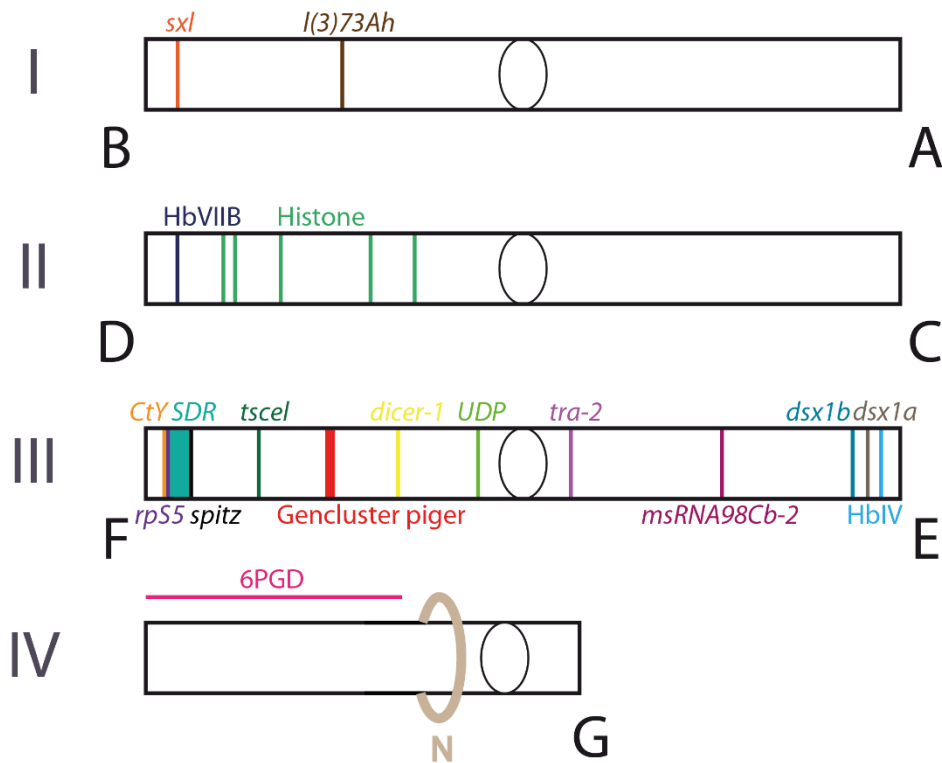 sxl l(3)73Ah
I
B A
HbVIIB Histone
II
D C
CtY SDR tsceI dicer-1 UDP tra-2 dsx1b dsx1a
III
rpS5 spitz Gencluster piger msRNA98Cb-2 HbIV
F E
6PGD
IV
N G